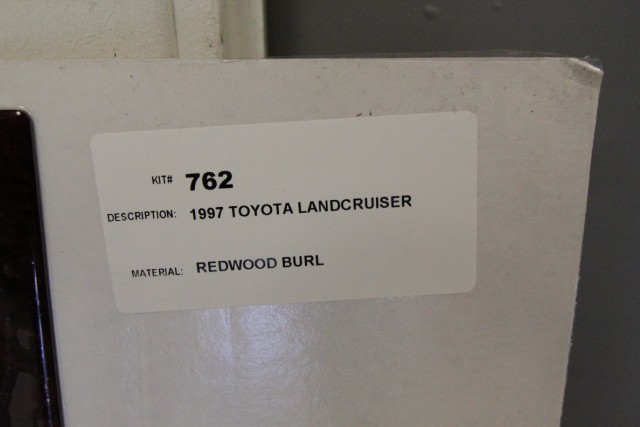 KIT# 762
DESCRIPTION: 1997 TOYOTA LANDCRUISER
MATERIAL: REDWOOD BURL